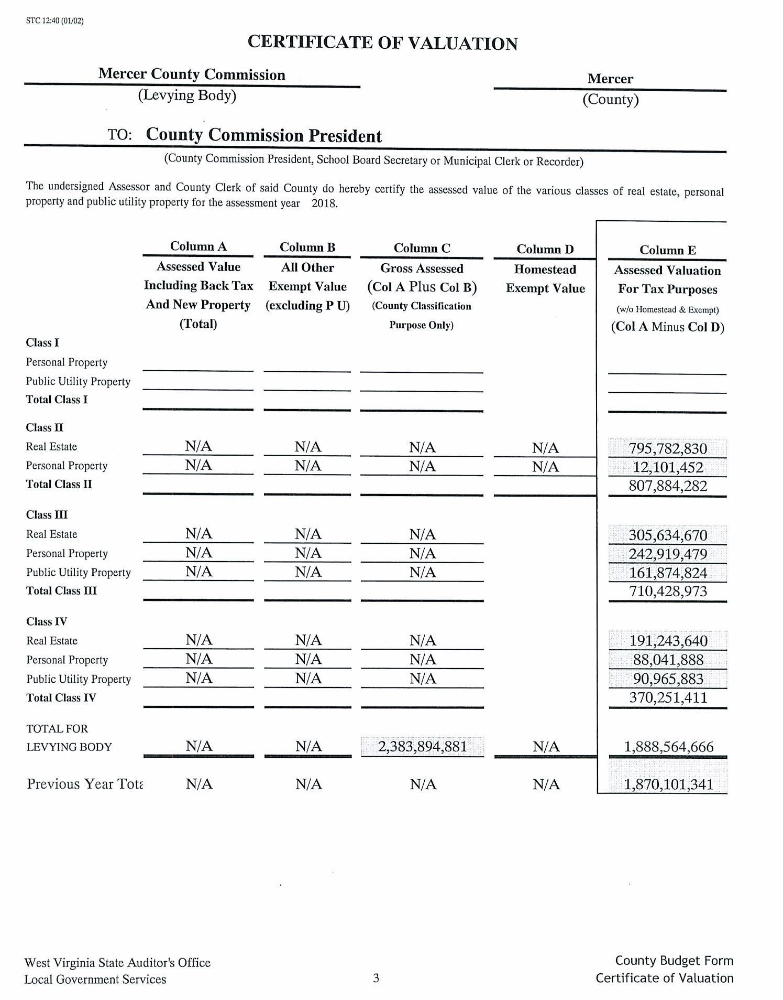 STC 12:40 (01/02)
CERTIFICATE OF VALUATION
Mercer County Commission Mercer
(Levying Body) (County)
TO: County Commission President
(County Commission President, School Board Secretary or Municipal Clerk or Recorder)
The undersigned Assessor and County Clerk of said County do hereby certify the assessed value of the various classes of real estate, personal
property and public utility property for the assessment year 2018.
Column A Column B Column C Column D Column E
Assessed Value All Other Gross Assessed Homestead Assessed Valuation
Including Back Tax Exempt Value (Col A Plus Col B) Exempt Value For Tax Purposes
And New Property (excluding P U) (County Classification (w/o Homestead & Exempt)
(Total) Purpose Only) (Col A Minus Col D)
Class I
Personal Property
Public Utility Property
Total Class I
Class II
Real Estate N/A N/A N/A N/A 795,782,830
Personal Property N/A N/A N/A N/A 12,101,452
Total Class II 807,884,282
Class III
Real Estate N/A N/A N/A 305,634,670
Personal Property N/A N/A N/A 242,919,479
Public Utility Property N/A N/A N/A 161,874,824
Total Class III 710,428,973
Class IV
Real Estate N/A N/A N/A 191,243,640
Personal Property N/A N/A N/A 88,041,888
Public Utility Property N/A N/A N/A 90,965,883
Total Class IV 370,251,411
TOTAL FOR
LEVYING BODY N/A N/A 2,383,894,881 N/A 1,888,564,666
Previous Year Tota N/A N/A N/A N/A 1,870,101,341
West Virginia State Auditor's Office County Budget Form
Local Government Services 3 Certificate of Valuation